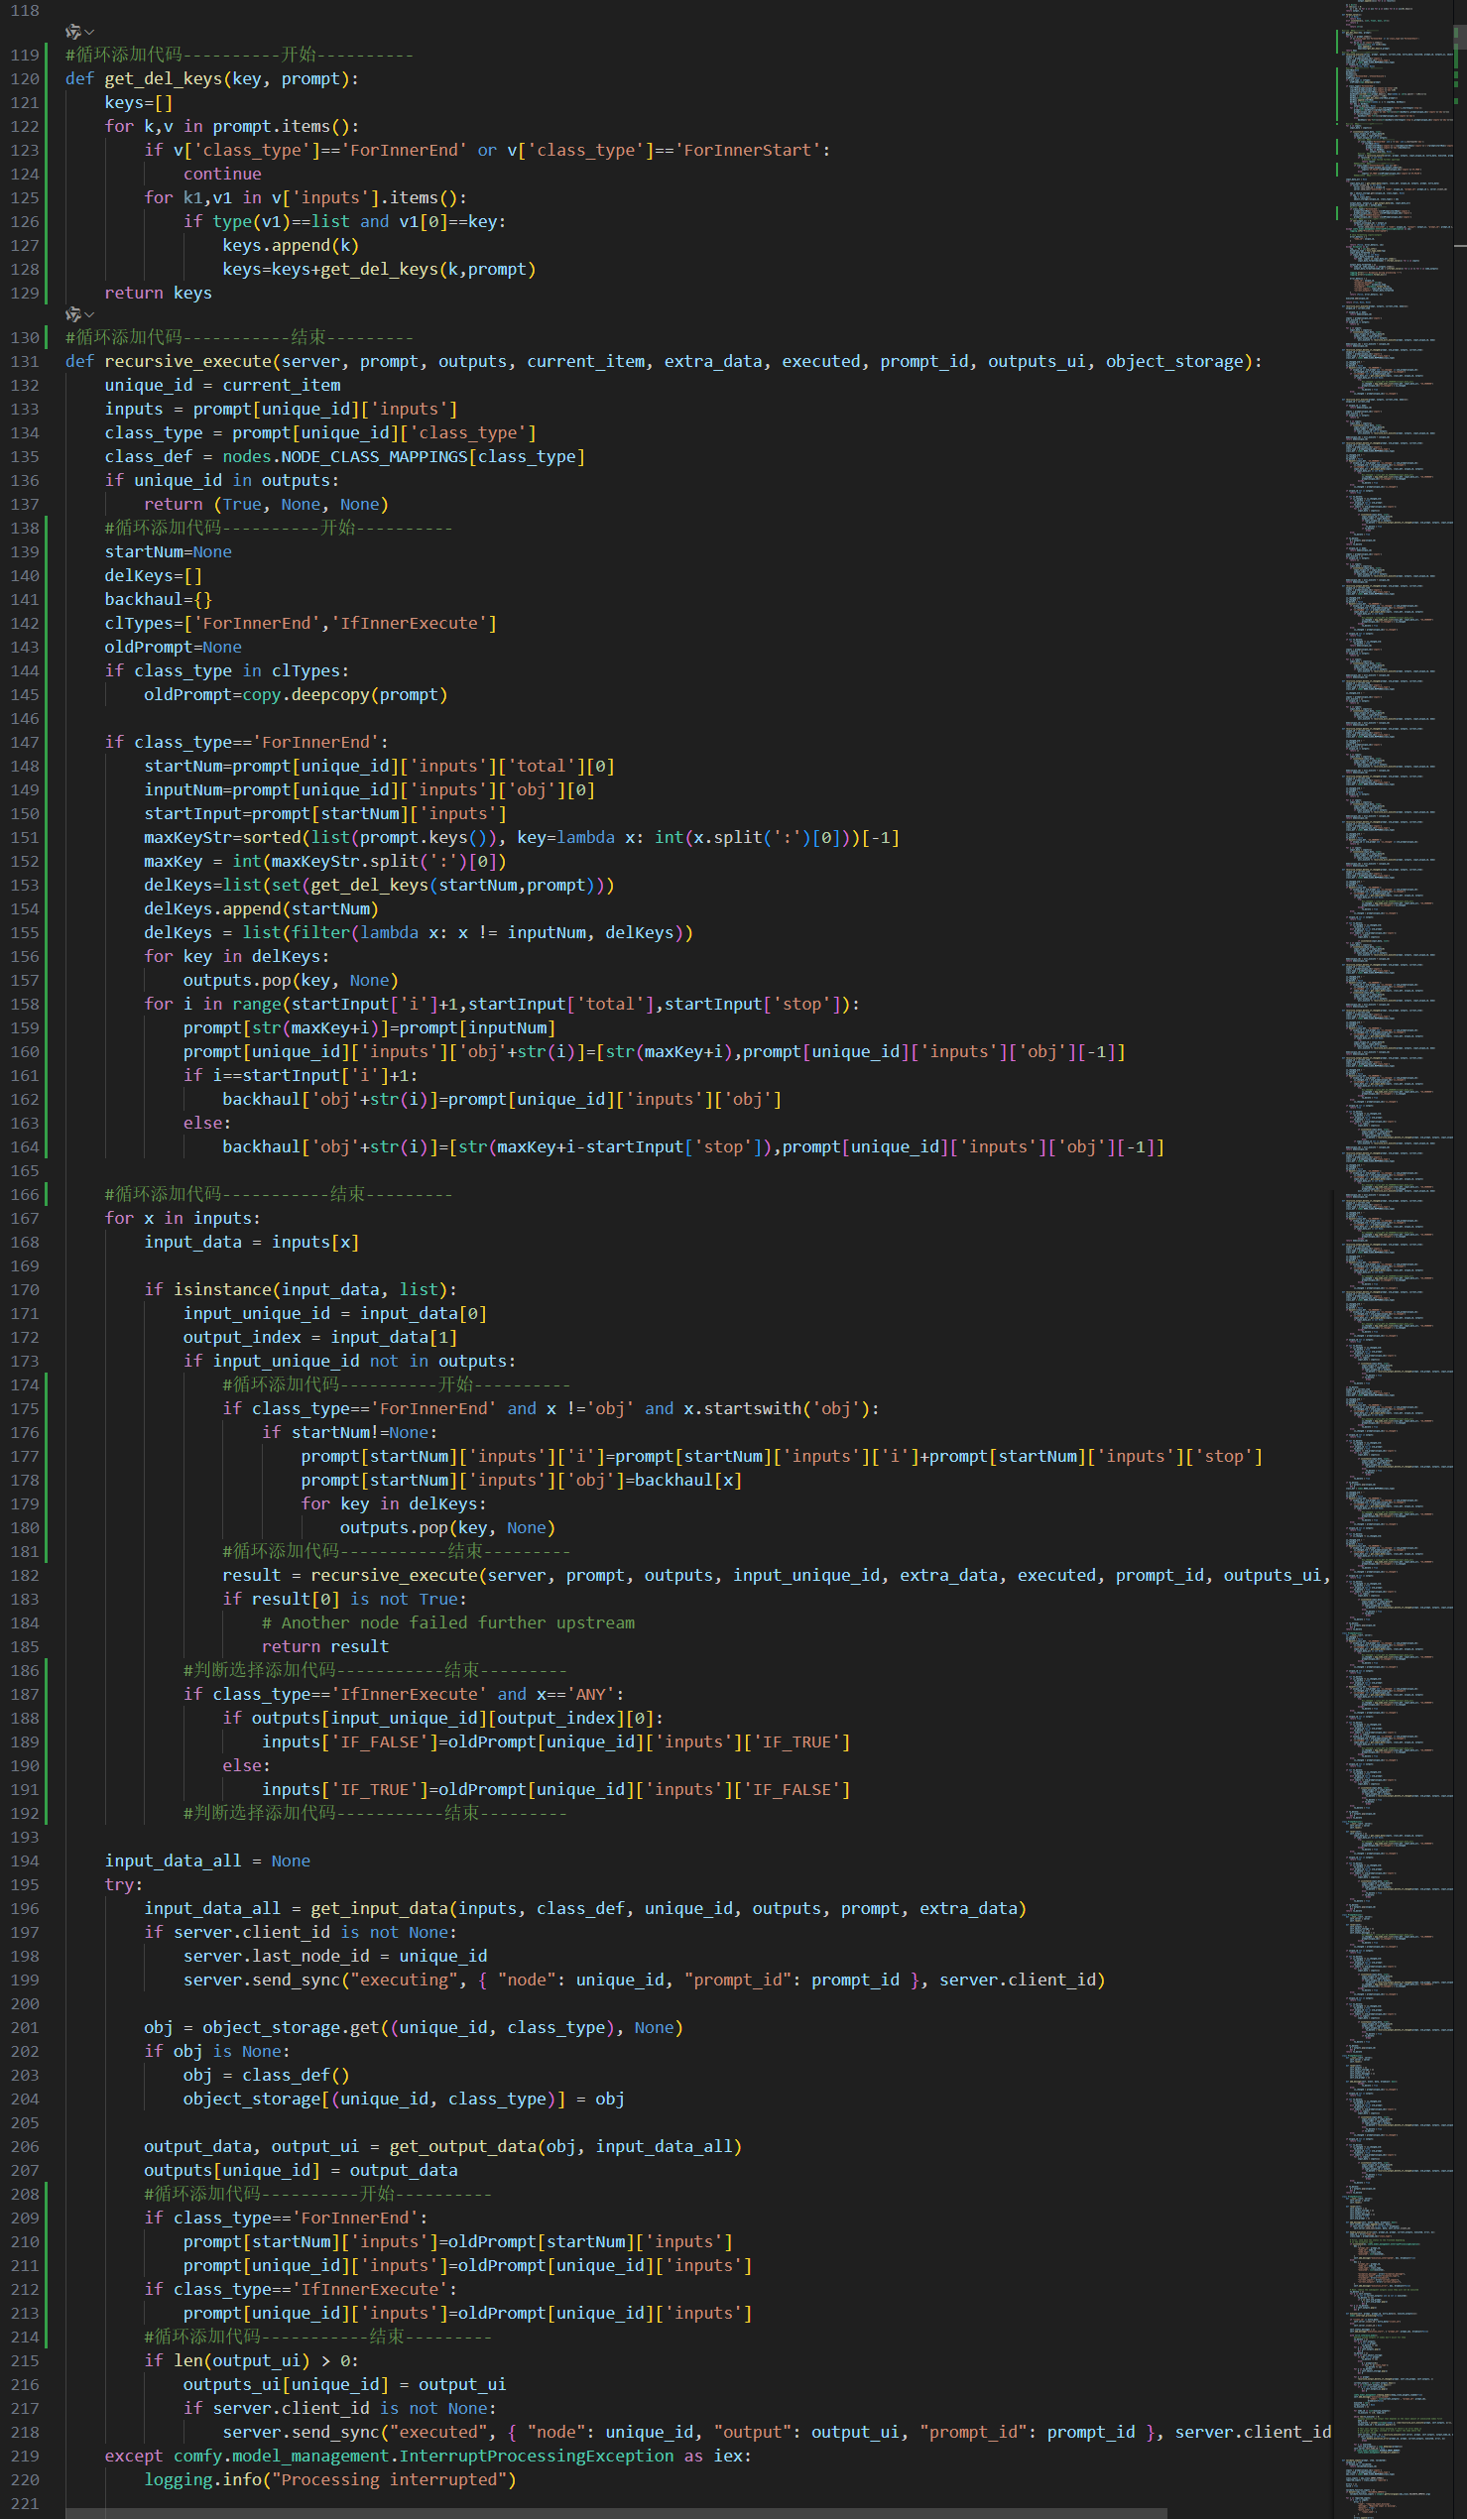 118
119 #循环添加代码----------开始----------
120 def get_del_keys(key, prompt):
121     keys=[]
122     for k,v in prompt.items():
123         if v['class_type']=='ForInnerEnd' or v['class_type']=='ForInnerStart':
124             continue
125         for k1,v1 in v['inputs'].items():
126             if type(v1)==list and v1[0]==key:
127                 keys.append(k)
128                 keys=keys+get_del_keys(k,prompt)
129     return keys
130 #循环添加代码-----------结束---------
131 def recursive_execute(server, prompt, outputs, current_item, extra_data, executed, prompt_id, outputs_ui, object_storage):
132     unique_id = current_item
133     inputs = prompt[unique_id]['inputs']
134     class_type = prompt[unique_id]['class_type']
135     class_def = nodes.NODE_CLASS_MAPPINGS[class_type]
136     if unique_id in outputs:
137         return (True, None, None)
138     #循环添加代码----------开始----------
139     startNum=None
140     delKeys=[]
141     backhaul={}
142     clTypes=['ForInnerEnd','IfInnerExecute']
143     oldPrompt=None
144     if class_type in clTypes:
145         oldPrompt=copy.deepcopy(prompt)
146
147     if class_type=='ForInnerEnd':
148         startNum=prompt[unique_id]['inputs']['total'][0]
149         inputNum=prompt[unique_id]['inputs']['obj'][0]
150         startInput=prompt[startNum]['inputs']
151         maxKeyStr=sorted(list(prompt.keys()), key=lambda x: int(x.split(':')[0]))[-1]
152         maxKey = int(maxKeyStr.split(':')[0])
153         delKeys=list(set(get_del_keys(startNum,prompt)))
154         delKeys.append(startNum)
155         delKeys = list(filter(lambda x: x != inputNum, delKeys))
156         for key in delKeys:
157             outputs.pop(key, None)
158         for i in range(startInput['i']+1,startInput['total'],startInput['stop']):
159             prompt[str(maxKey+i)]=prompt[inputNum]
160             prompt[unique_id]['inputs']['obj'+str(i)]=[str(maxKey+i),prompt[unique_id]['inputs']['obj'][-1]]
161             if i==startInput['i']+1:
162                 backhaul['obj'+str(i)]=prompt[unique_id]['inputs']['obj']
163             else:
164                 backhaul['obj'+str(i)]=[str(maxKey+i-startInput['stop']),prompt[unique_id]['inputs']['obj'][-1]]
165
166     #循环添加代码-----------结束---------
167     for x in inputs:
168         input_data = inputs[x]
169
170         if isinstance(input_data, list):
171             input_unique_id = input_data[0]
172             output_index = input_data[1]
173             if input_unique_id not in outputs:
174                 #循环添加代码----------开始----------
175                 if class_type=='ForInnerEnd' and x !='obj' and x.startswith('obj'):
176                     if startNum!=None:
177                         prompt[startNum]['inputs']['i']=prompt[startNum]['inputs']['i']+prompt[startNum]['inputs']['stop']
178                         prompt[startNum]['inputs']['obj']=backhaul[x]
179                         for key in delKeys:
180                             outputs.pop(key, None)
181                 #循环添加代码-----------结束---------
182                 result = recursive_execute(server, prompt, outputs, input_unique_id, extra_data, executed, prompt_id, outputs_ui,
183                 if result[0] is not True:
184                     # Another node failed further upstream
185                     return result
186             #判断选择添加代码-----------结束---------
187             if class_type=='IfInnerExecute' and x=='ANY':
188                 if outputs[input_unique_id][output_index][0]:
189                     inputs['IF_FALSE']=oldPrompt[unique_id]['inputs']['IF_TRUE']
190                 else:
191                     inputs['IF_TRUE']=oldPrompt[unique_id]['inputs']['IF_FALSE']
192             #判断选择添加代码-----------结束---------
193
194     input_data_all = None
195     try:
196         input_data_all = get_input_data(inputs, class_def, unique_id, outputs, prompt, extra_data)
197         if server.client_id is not None:
198             server.last_node_id = unique_id
199             server.send_sync("executing", { "node": unique_id, "prompt_id": prompt_id }, server.client_id)
200
201         obj = object_storage.get((unique_id, class_type), None)
202         if obj is None:
203             obj = class_def()
204             object_storage[(unique_id, class_type)] = obj
205
206         output_data, output_ui = get_output_data(obj, input_data_all)
207         outputs[unique_id] = output_data
208         #循环添加代码----------开始----------
209         if class_type=='ForInnerEnd':
210             prompt[startNum]['inputs']=oldPrompt[startNum]['inputs']
211             prompt[unique_id]['inputs']=oldPrompt[unique_id]['inputs']
212         if class_type=='IfInnerExecute':
213             prompt[unique_id]['inputs']=oldPrompt[unique_id]['inputs']
214         #循环添加代码-----------结束---------
215         if len(output_ui) > 0:
216             outputs_ui[unique_id] = output_ui
217             if server.client_id is not None:
218                 server.send_sync("executed", { "node": unique_id, "output": output_ui, "prompt_id": prompt_id }, server.client_id
219     except comfy.model_management.InterruptProcessingException as iex:
220         logging.info("Processing interrupted")
221